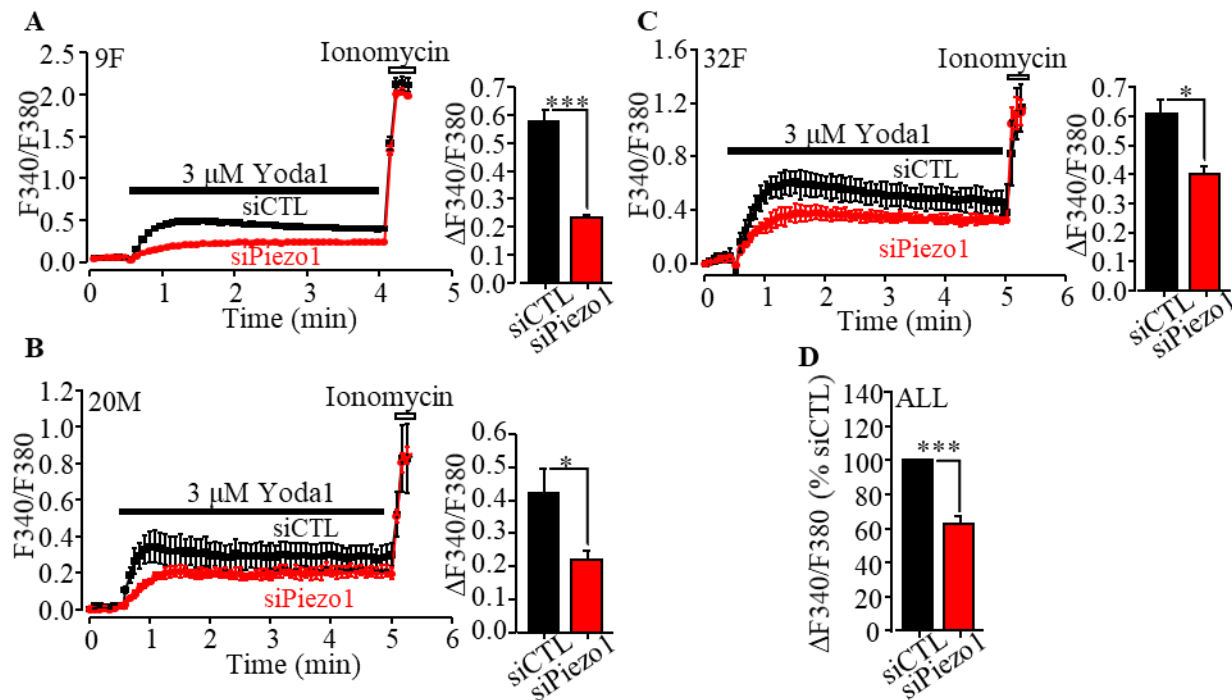 A
9F
Ionomycin
3 µM Yoda1
siCTL
siPiezo1
F340/F380
2.5
2.0
1.5
1.0
0.5
0.0
0 1 2 3 4 5
Time (min)
ΔF340/F380
0.7
0.6
0.5
0.4
0.3
0.2
0.1
0.0
***
siCTL
siPiezo1
C
32F
Ionomycin
3 µM Yoda1
siCTL
siPiezo1
F340/F380
1.6
1.2
0.8
0.4
0.0
0 1 2 3 4 5 6
Time (min)
ΔF340/F380
0.7
0.6
0.5
0.4
0.3
0.2
0.1
0.0
*
siCTL
siPiezo1
B
20M
Ionomycin
3 µM Yoda1
siCTL
siPiezo1
F340/F380
1.2
1.0
0.8
0.6
0.4
0.2
0.0
0 1 2 3 4 5 6
Time (min)
ΔF340/F380
0.6
0.5
0.4
0.2
0.1
0.0
*
siCTL
siPiezo1
D
ALL
ΔF340/F380 (% siCTL)
140
120
100
80
60
40
20
0
***
siCTL
siPiezo1